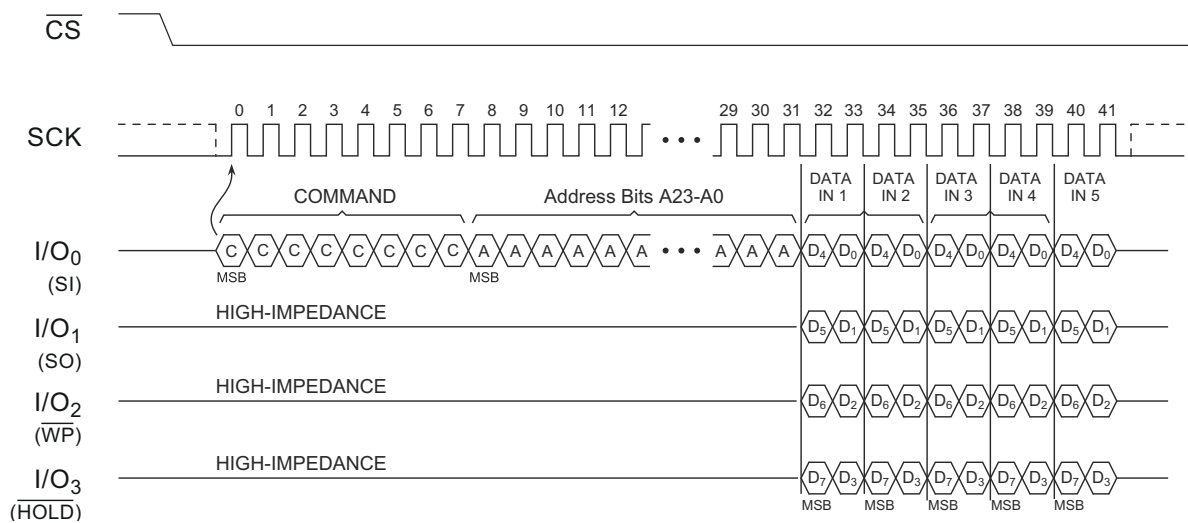 CS
0 1 2 3 4 5 6 7 8 9 10 11 12 29 30 31 32 33 34 35 36 37 38 39 40 41
SCK
DATA IN 1 DATA IN 2 DATA IN 3 DATA IN 4 DATA IN 5
COMMAND Address Bits A23-A0
I/O0 C C C C C C C C A A A A A A A A A D4 D0 D4 D0 D4 D0 D4 D0 D4 D0
(SI) MSB MSB
HIGH-IMPEDANCE
I/O1 D5 D1 D5 D1 D5 D1 D5 D1 D5 D1
(SO)
HIGH-IMPEDANCE
I/O2 D6 D2 D6 D2 D6 D2 D6 D2 D6 D2
(WP)
HIGH-IMPEDANCE
I/O3 D7 D3 D7 D3 D7 D3 D7 D3 D7 D3
(HOLD) MSB MSB MSB MSB MSB